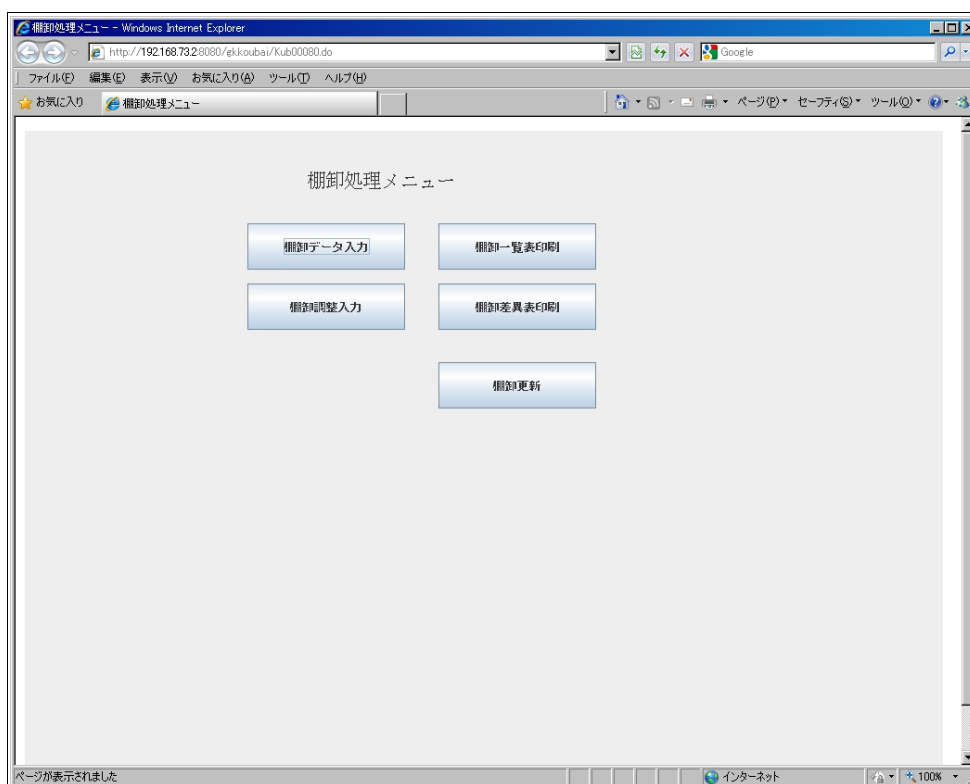 棚卸処理メニュー - Windows Internet Explorer
http://192.168.73.2:8080/gkkoubai/Kub00080.do
Google
ファイル(F) 編集(E) 表示(V) お気に入り(A) ツール(T) ヘルプ(H)
お気に入り 棚卸処理メニュー ページ(P) セーフティ(S) ツール(O)
棚卸処理メニュー
棚卸データ入力 棚卸一覧表印刷
棚卸調整入力 棚卸差異表印刷
棚卸更新
ページが表示されました インターネット 100%